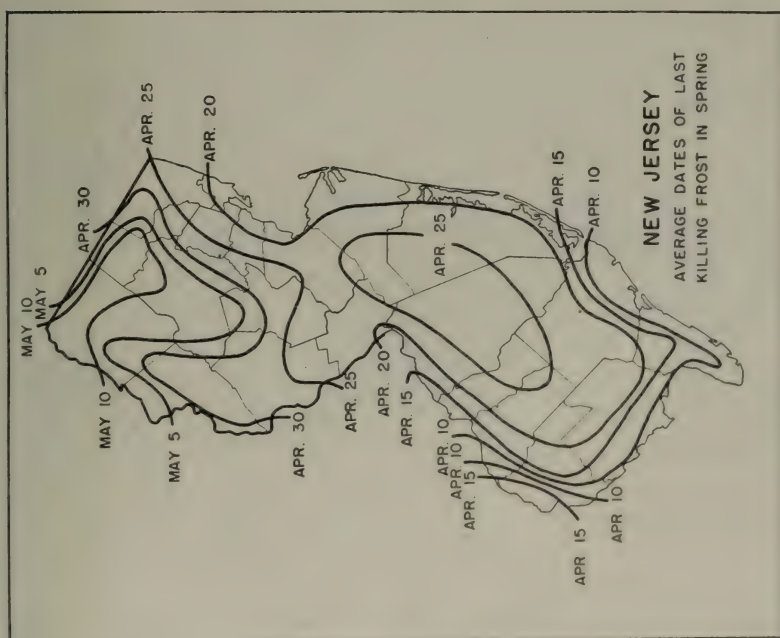 MAY 10
MAY 5
APR. 30
APR. 25
APR. 20
MAY 10
MAY 5
APR. 30
APR. 25
APR. 20
APR. 15
APR. 10
APR. 10
APR. 15
APR 15
APR 10
APR. 25
APR. 15
APR. 10
NEW JERSEY
AVERAGE DATES OF LAST
KILLING FROST IN SPRING